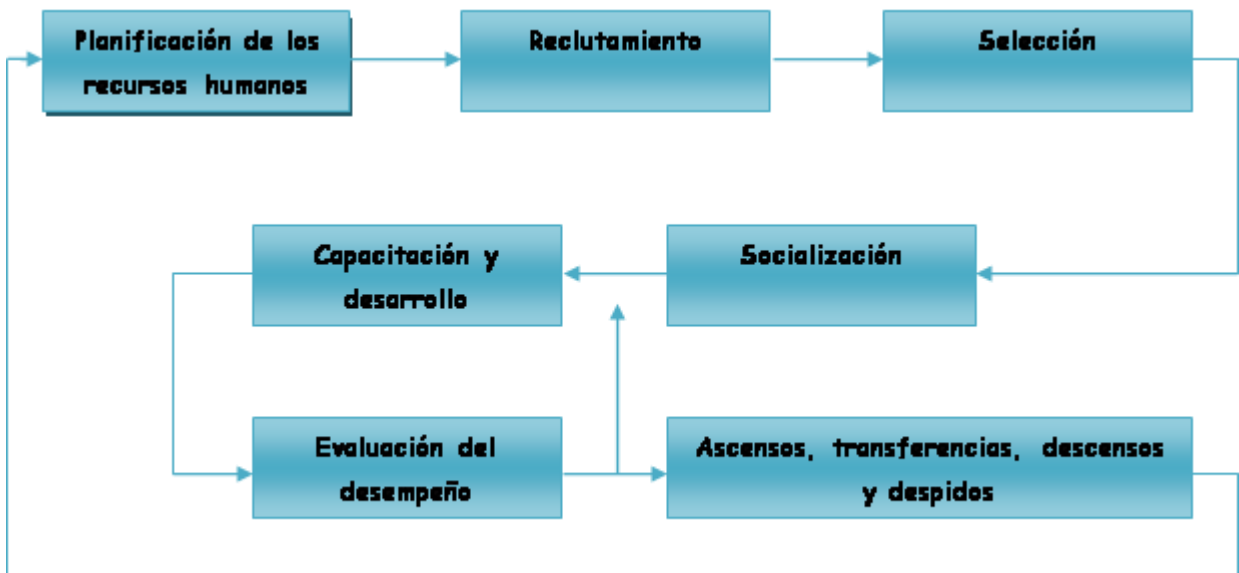 Planificación de los
recursos humanos
Reclutamiento
Selección
Capacitación y
desarrollo
Socialización
Evaluación del
desempeño
Ascensos, transferencias, descensos
y despidos